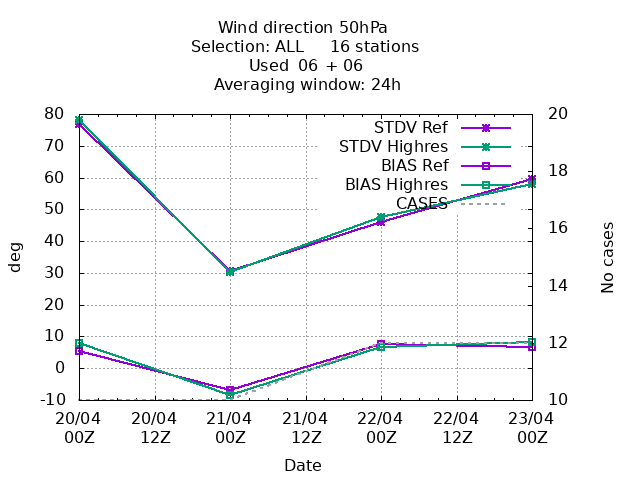 Wind direction 50hPa
Selection: ALL 16 stations
Used 06 + 06
Averaging window: 24h
80 20
STDV Ref
70
STDV Highres
18
BIAS Ref
60
BIAS Highres
50
CASES
16
40
deg
No cases
30
14
20
10
12
0
-10 10
20/04 20/04 21/04 21/04 22/04 22/04 23/04
00Z 12Z 00Z 12Z 00Z 12Z 00Z
Date